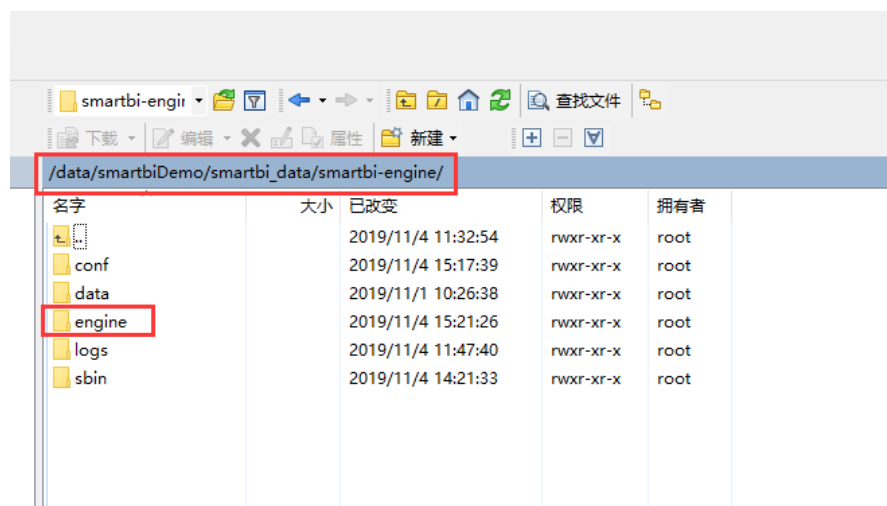 smartbi-engir 查找文件
下载 编辑 属性 新建
/data/smartbiDemo/smartbi_data/smartbi-engine/
名字 大小 已改变 权限 拥有者
.. 2019/11/4 11:32:54 rwxr-xr-x root
conf 2019/11/4 15:17:39 rwxr-xr-x root
data 2019/11/1 10:26:38 rwxr-xr-x root
engine 2019/11/4 15:21:26 rwxr-xr-x root
logs 2019/11/4 11:47:40 rwxr-xr-x root
sbin 2019/11/4 14:21:33 rwxr-xr-x root